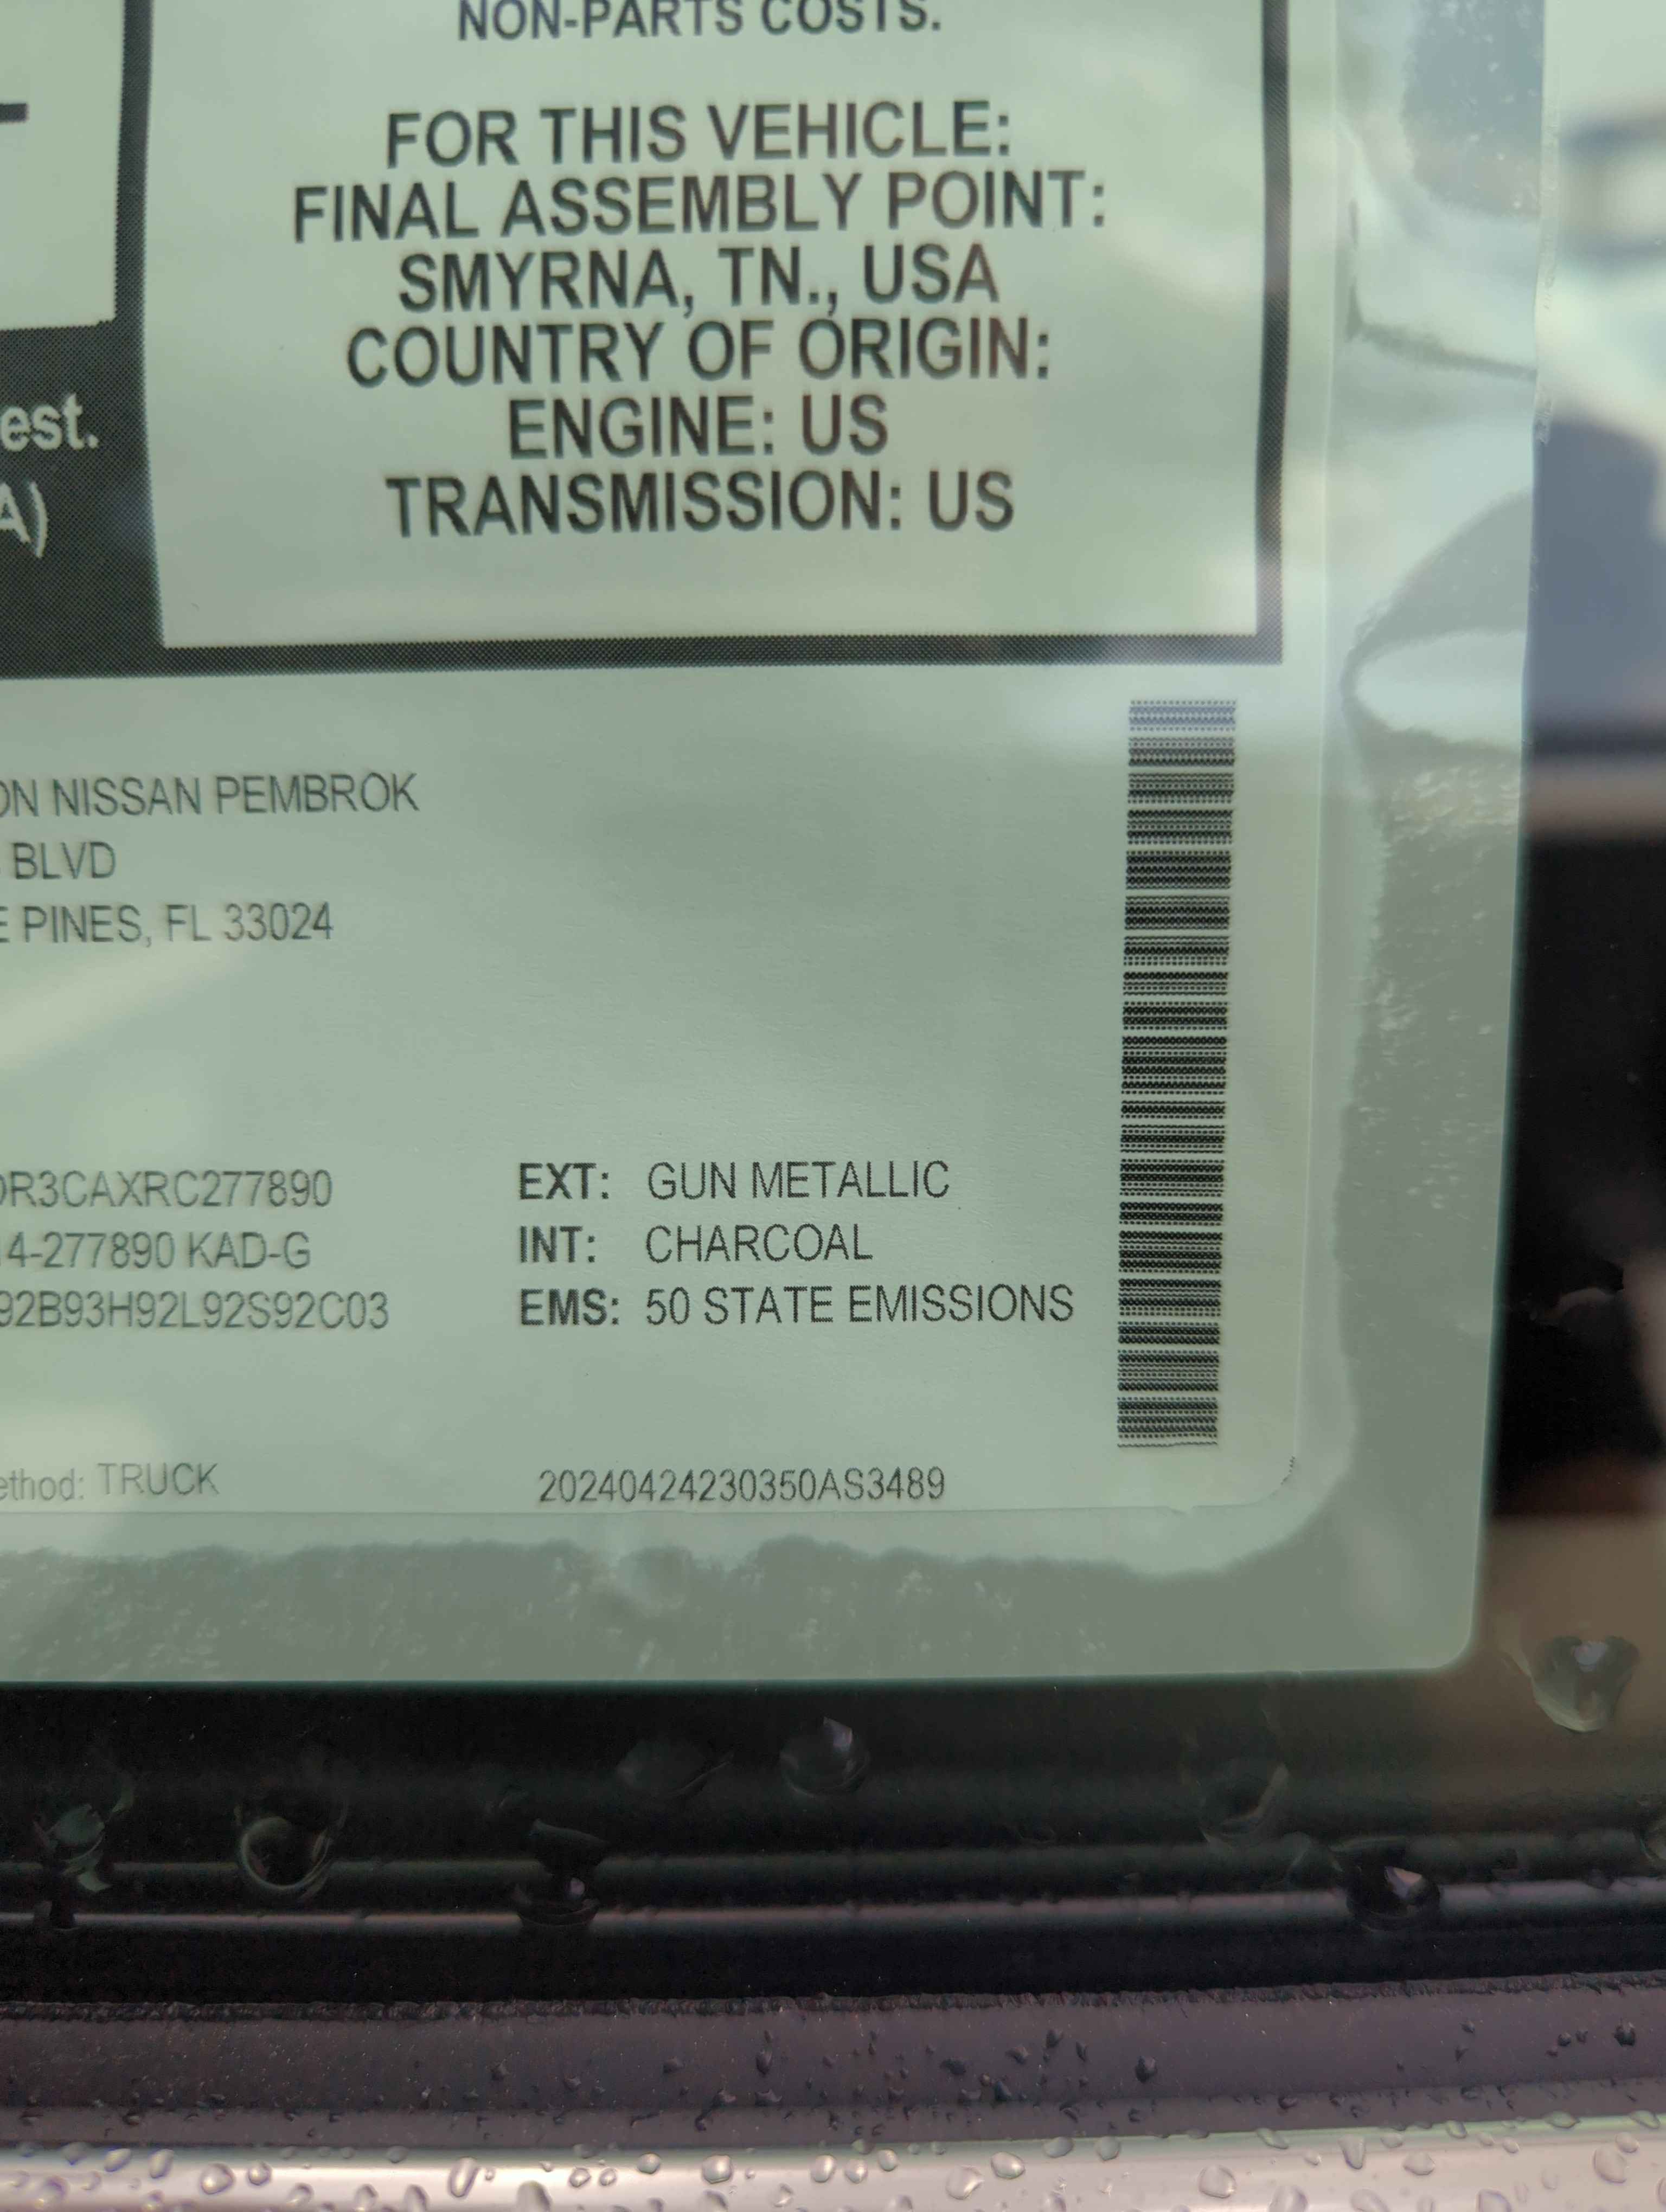 NON-PARTS COSTS.
FOR THIS VEHICLE:
FINAL ASSEMBLY POINT:
SMYRNA, TN., USA
COUNTRY OF ORIGIN:
ENGINE: US
TRANSMISSION: US
est.
A)
ON NISSAN PEMBROK
BLVD
E PINES, FL 33024
DR3CAXRC277890
4-277890 KAD-G
92B93H92L92S92C03
EXT: GUN METALLIC
INT: CHARCOAL
EMS: 50 STATE EMISSIONS
ethod: TRUCK
20240424230350AS3489